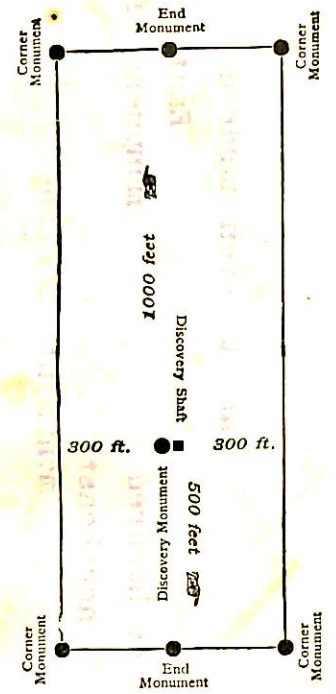 End
Monument
Corner
Monument
Corner
Monument
1000 feet
Discovery Shaft
300 ft.
300 ft.
Discovery Monument
500 feet
Corner
Monument
Corner
Monument
End
Monument